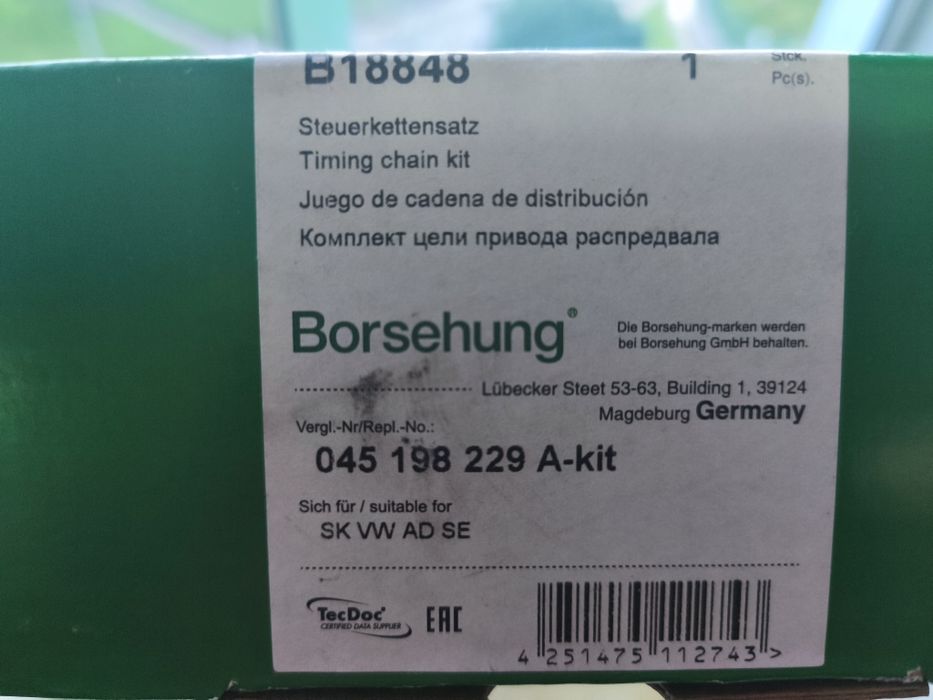 B18848 1 Stck.
Pc(s).
Steuerkettensatz
Timing chain kit
Juego de cadena de distribución
Комплект цели привода распредвала
Borsehung®
Die Borsehung-marken werden
bei Borsehung GmbH behalten.
Lübecker Steet 53-63, Building 1, 39124
Magdeburg Germany
Vergl.-Nr/Repl.-No.:
045 198 229 A-kit
Sich für / suitable for
SK VW AD SE
TecDoc®
CERTIFIED DATA SUPPLIER
EAC
4 251475 112743 >